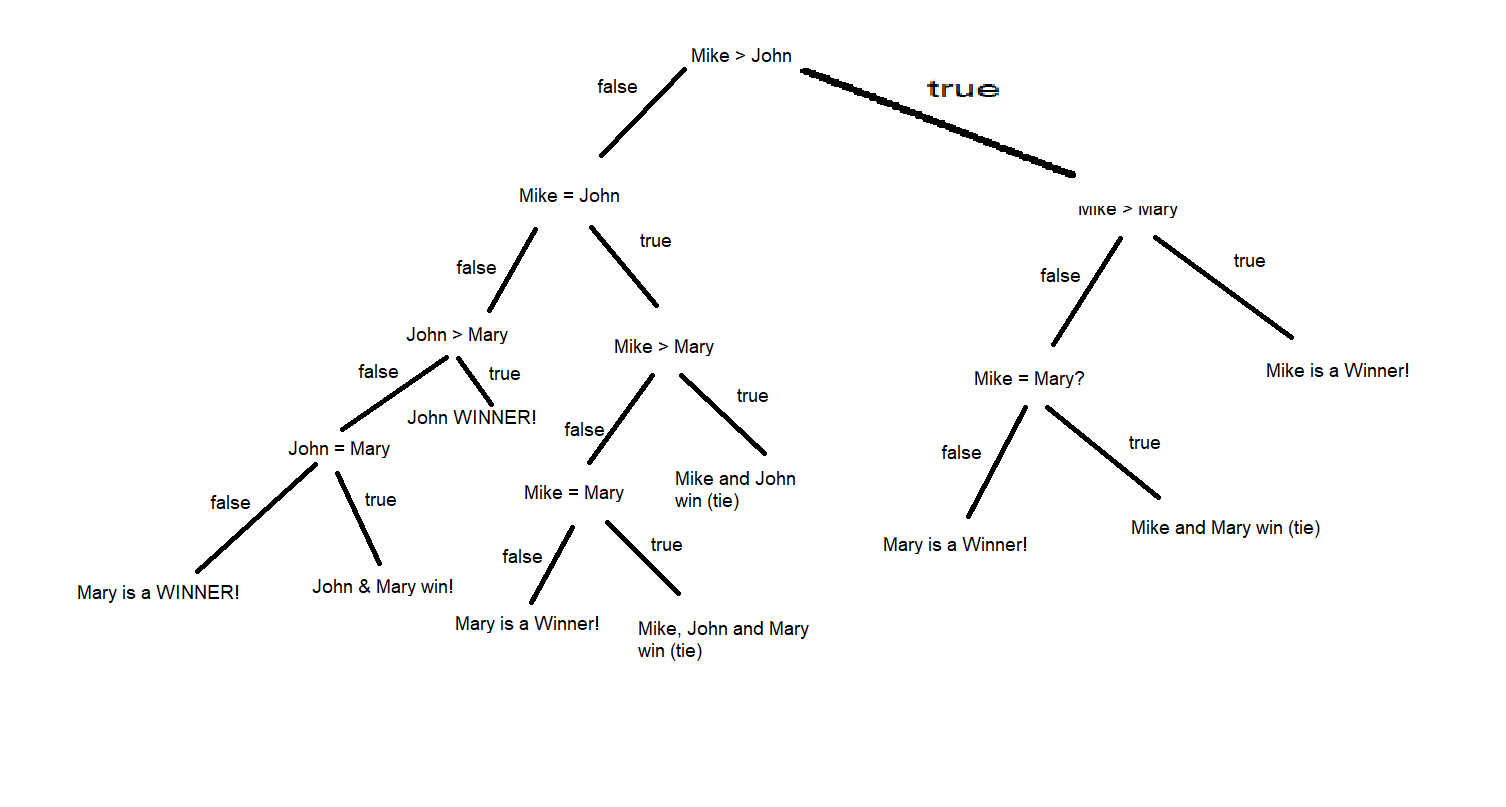 Mike > John
false
true
Mike = John
Mike > Mary
false
true
false
true
John > Mary
Mike > Mary
Mike = Mary?
Mike is a Winner!
false
true
false
true
false
true
John WINNER!
John = Mary
Mike = Mary
Mike and John
win (tie)
false
true
false
true
Mary is a Winner!
Mike and Mary win (tie)
Mary is a WINNER!
John & Mary win!
Mary is a Winner!
Mike, John and Mary
win (tie)